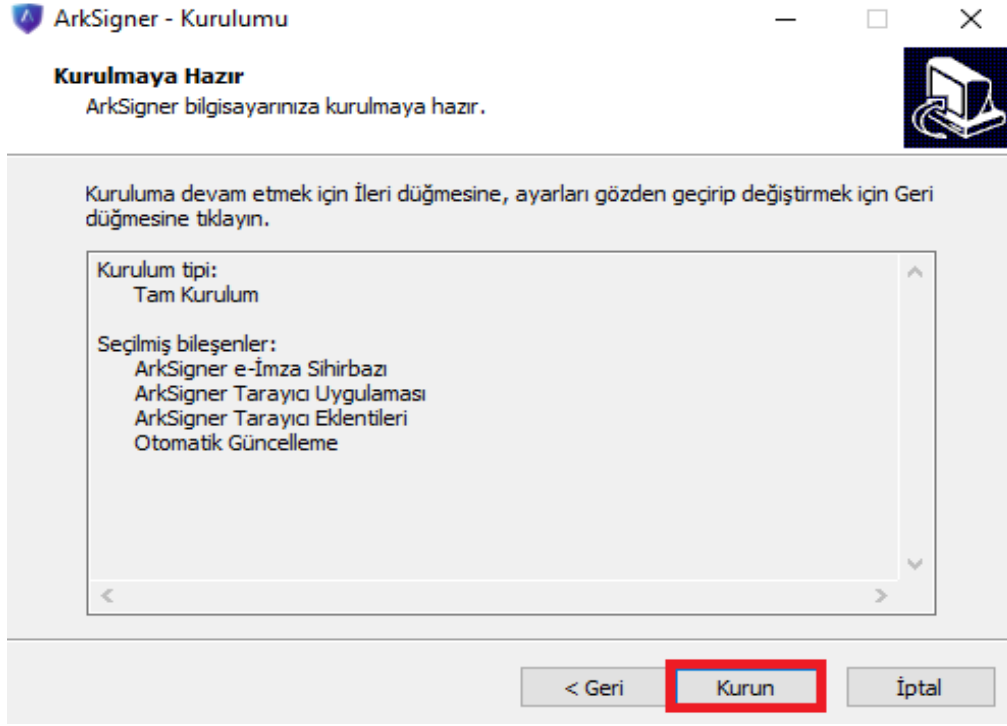 ArkSigner - Kurulumu
Kurulmaya Hazır
ArkSigner bilgisayarınıza kurulmaya hazır.
Kuruluma devam etmek için İleri düğmesine, ayarları gözden geçirip değiştirmek için Geri
düğmesine tıklayın.
Kurulum tipi:
Tam Kurulum
Seçilmiş bileşenler:
ArkSigner e-İmza Sihirbazı
ArkSigner Tarayıcı Uygulaması
ArkSigner Tarayıcı Eklentileri
Otomatik Güncelleme
< Geri Kurun İptal